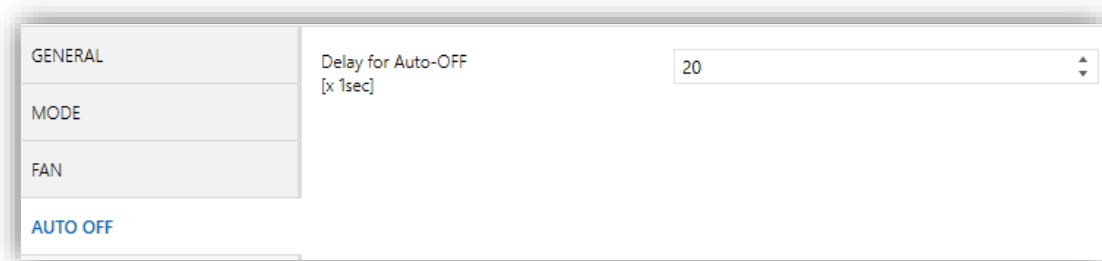 GENERAL
MODE
FAN
AUTO OFF
Delay for Auto-OFF
[x 1sec]
20